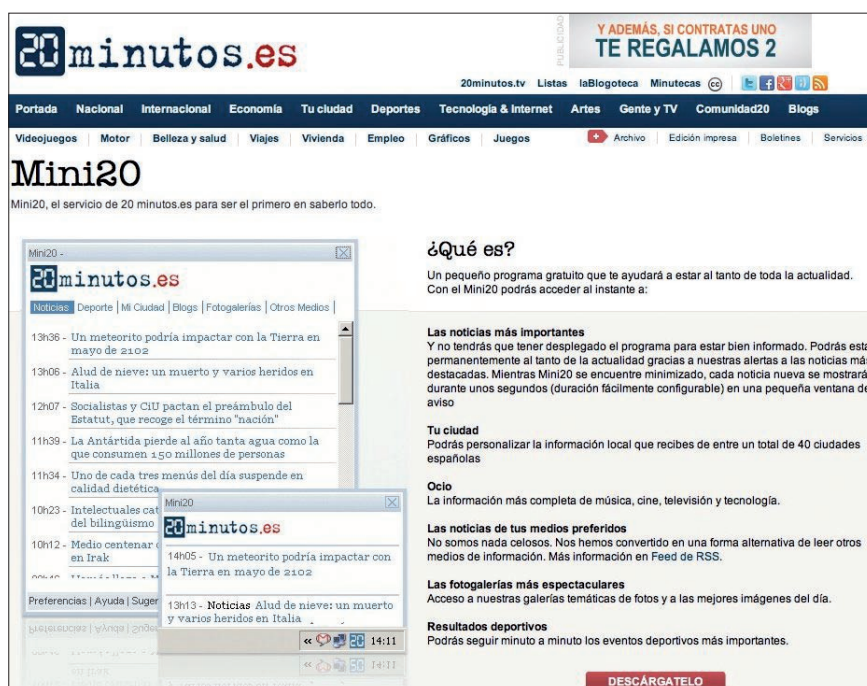 20minutos.es
PUBLICIDAD
Y ADEMÁS, SI CONTRATAS UNO
TE REGALAMOS 2
20minutos.tv Listas laBlogoteca Minutecas cc
Portada Nacional Internacional Economía Tu ciudad Deportes Tecnología & Internet Artes Gente y TV Comunidad20 Blogs
Videojuegos Motor Belleza y salud Viajes Vivienda Empleo Gráficos Juegos Archivo Edición impresa Boletines Servicios
Mini20
Mini20, el servicio de 20 minutos.es para ser el primero en saberlo todo.
Mini20 -
20minutos.es
Noticias Deporte | Mi Ciudad | Blogs | Fotogalerías | Otros Medios |
13h36 - Un meteorito podría impactar con la Tierra en
mayo de 2102
13h06 - Alud de nieve: un muerto y varios heridos en
Italia
12h07 - Socialistas y CiU pactan el preámbulo del
Estatut, que recoge el término "nación"
11h39 - La Antártida pierde al año tanta agua como la
que consumen 150 millones de personas
11h34 - Uno de cada tres menús del día suspende en
calidad dietética
10h23 - Intelectuales cat
del bilingüismo
10h12 - Medio centenar
en Irak
Preferencias | Ayuda | Suger
Mini20
20minutos.es
14h05 - Un meteorito podría impactar con
la Tierra en mayo de 2102
13h13 - Noticias Alud de nieve: un muerto
y varios heridos en Italia
« 20 14:11
¿Qué es?
Un pequeño programa gratuito que te ayudará a estar al tanto de toda la actualidad.
Con el Mini20 podrás acceder al instante a:
Las noticias más importantes
Y no tendrás que tener desplegado el programa para estar bien informado. Podrás esta
permanentemente al tanto de la actualidad gracias a nuestras alertas a las noticias más
destacadas. Mientras Mini20 se encuentre minimizado, cada noticia nueva se mostrará
durante unos segundos (duración fácilmente configurable) en una pequeña ventana de
aviso
Tu ciudad
Podrás personalizar la información local que recibes de entre un total de 40 ciudades
españolas
Ocio
La información más completa de música, cine, televisión y tecnología.
Las noticias de tus medios preferidos
No somos nada celosos. Nos hemos convertido en una forma alternativa de leer otros
medios de información. Más información en Feed de RSS.
Las fotogalerías más espectaculares
Acceso a nuestras galerías temáticas de fotos y a las mejores imágenes del día.
Resultados deportivos
Podrás seguir minuto a minuto los eventos deportivos más importantes.
DESCÁRGATELO